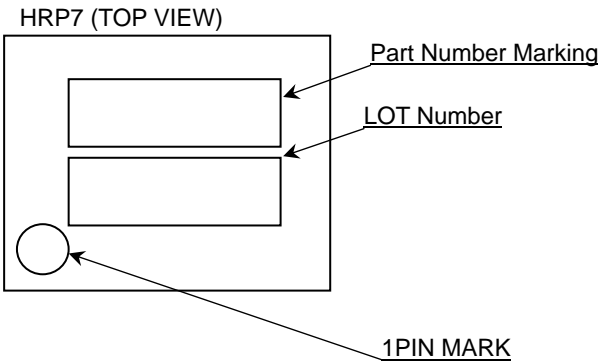 HRP7 (TOP VIEW)
Part Number Marking
LOT Number
1PIN MARK